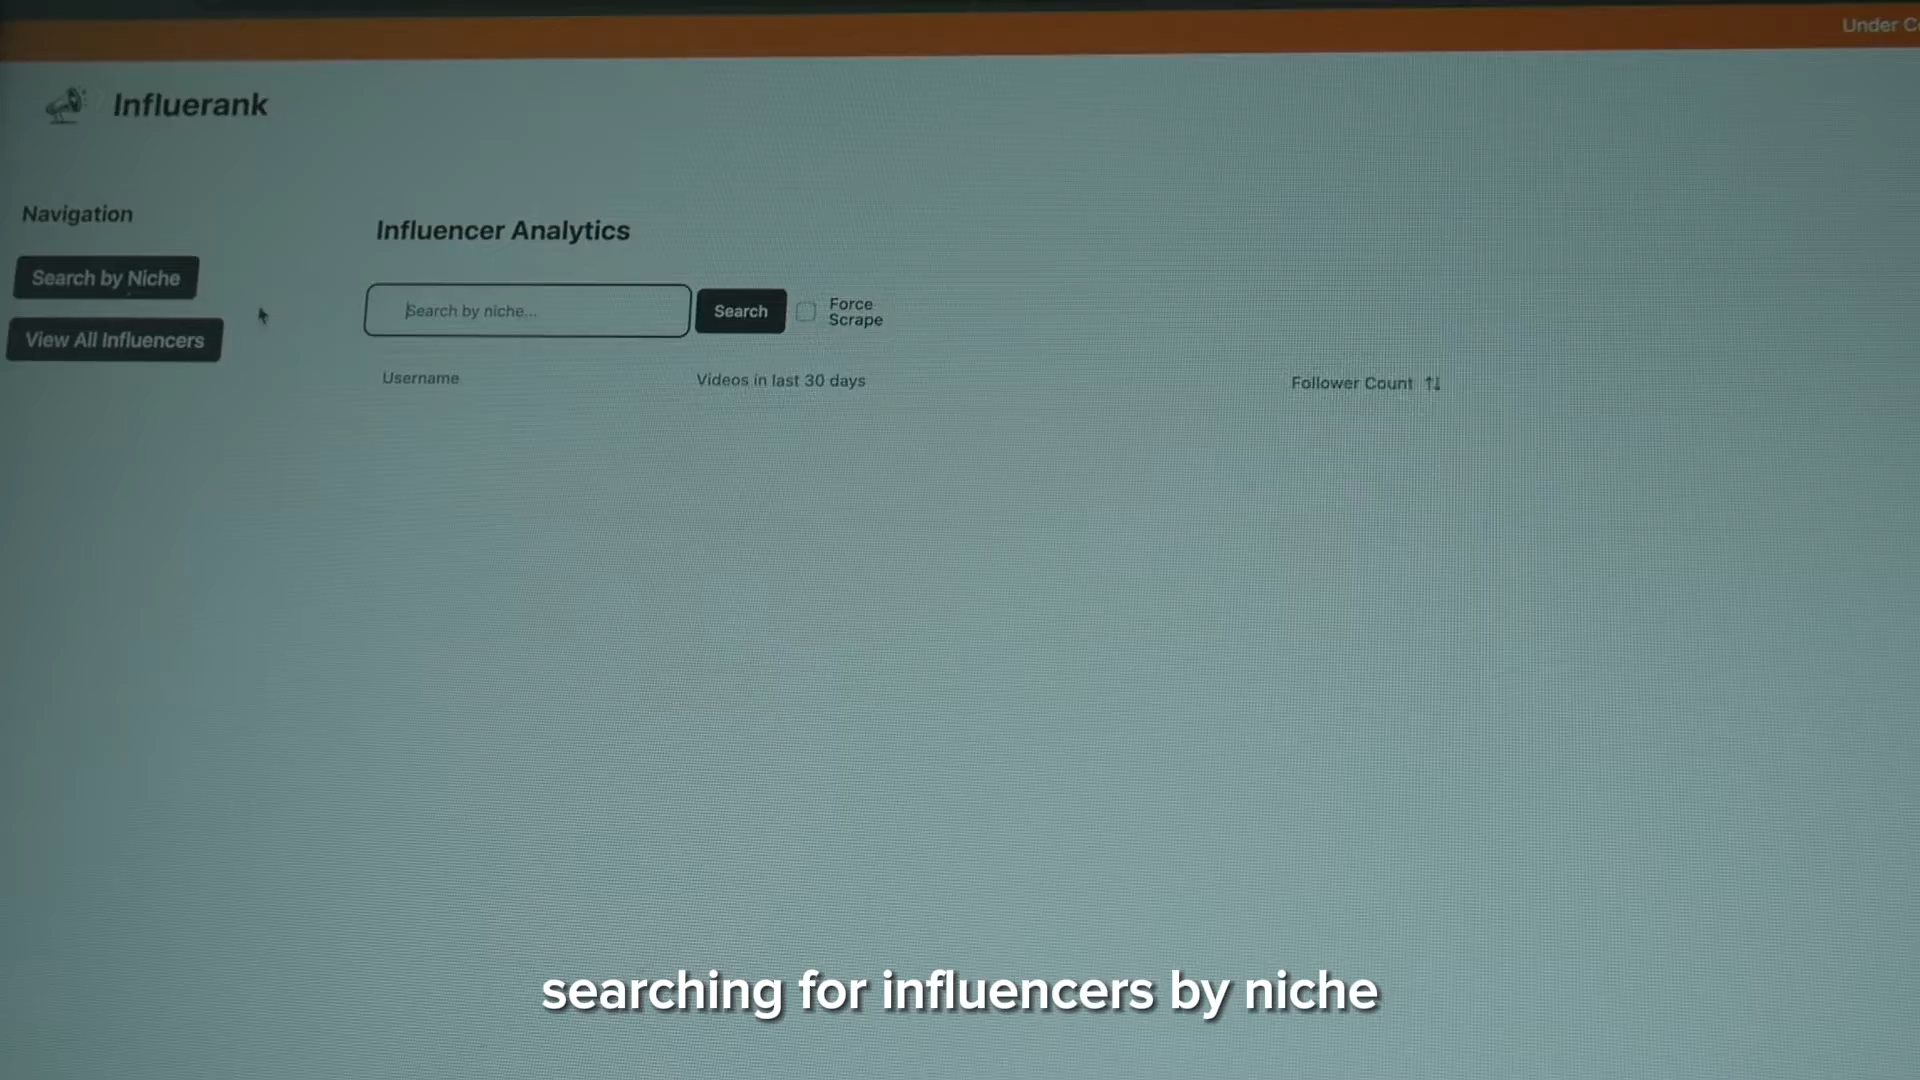 Under
Influerank
Navigation
Search by Niche
View All Influencers
Influencer Analytics
Search by niche...
Search
Force
Scrape
Username
Videos in last 30 days
Follower Count ↑↓
searching for influencers by niche